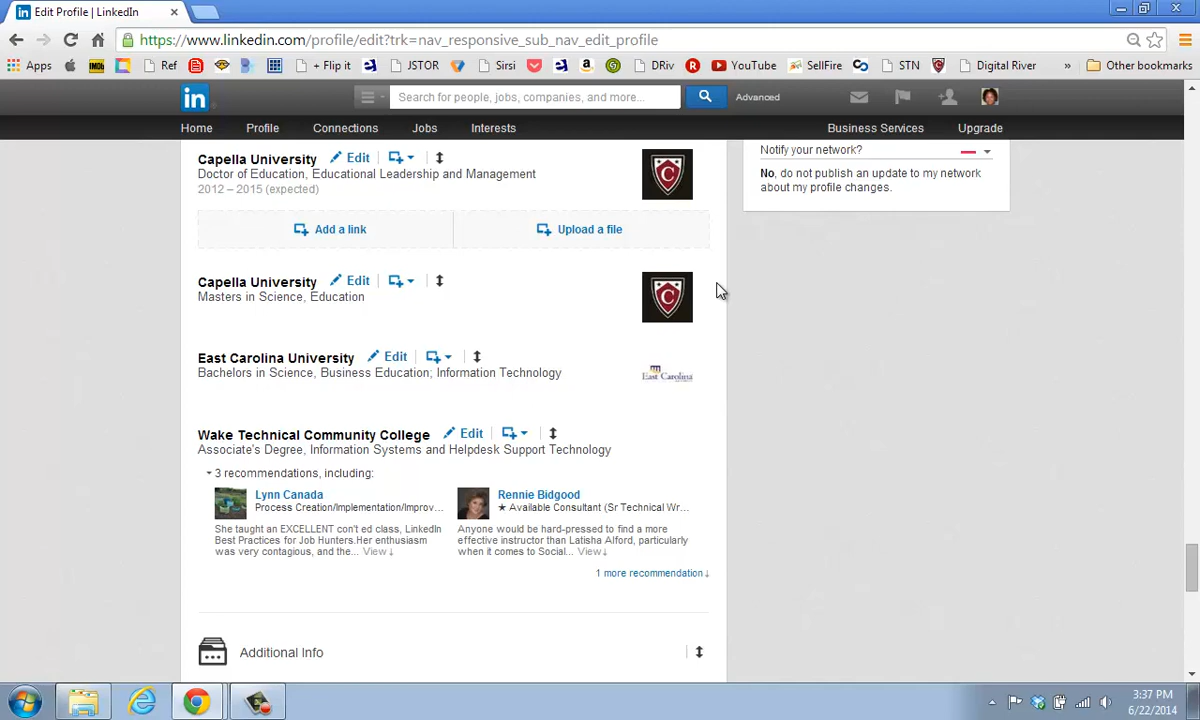 Edit Profile | LinkedIn
https://www.linkedin.com/profile/edit?trk=nav_responsive_sub_nav_edit_profile
Apps Ref + Flip it JSTOR Sirsi DRiv YouTube SellFire STN Digital River » Other bookmarks
in Search for people, jobs, companies, and more... Advanced
Home Profile Connections Jobs Interests Business Services Upgrade
Capella University Edit
Doctor of Education, Educational Leadership and Management
2012 – 2015 (expected)
Add a link Upload a file
Notify your network?
No, do not publish an update to my network
about my profile changes.
Capella University Edit
Masters in Science, Education
East Carolina University Edit
Bachelors in Science, Business Education; Information Technology
East Carolina
Wake Technical Community College Edit
Associate's Degree, Information Systems and Helpdesk Support Technology
3 recommendations, including:
Lynn Canada
Process Creation/Implementation/Improv...
She taught an EXCELLENT con't ed class, LinkedIn
Best Practices for Job Hunters.Her enthusiasm
was very contagious, and the... View↓
Rennie Bidgood
★ Available Consultant (Sr Technical Wr...
Anyone would be hard-pressed to find a more
effective instructor than Latisha Alford, particularly
when it comes to Social... View↓
1 more recommendation↓
Additional Info
3:37 PM
6/22/2014